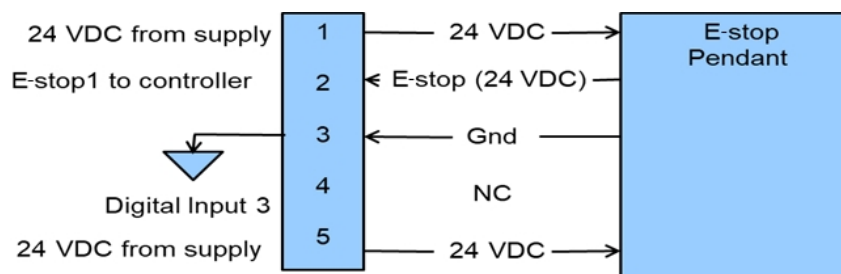 24 VDC from supply
1
24 VDC
E-stop
Pendant
E-stop1 to controller
2
E-stop (24 VDC)
3
Gnd
4
NC
Digital Input 3
5
24 VDC from supply
24 VDC